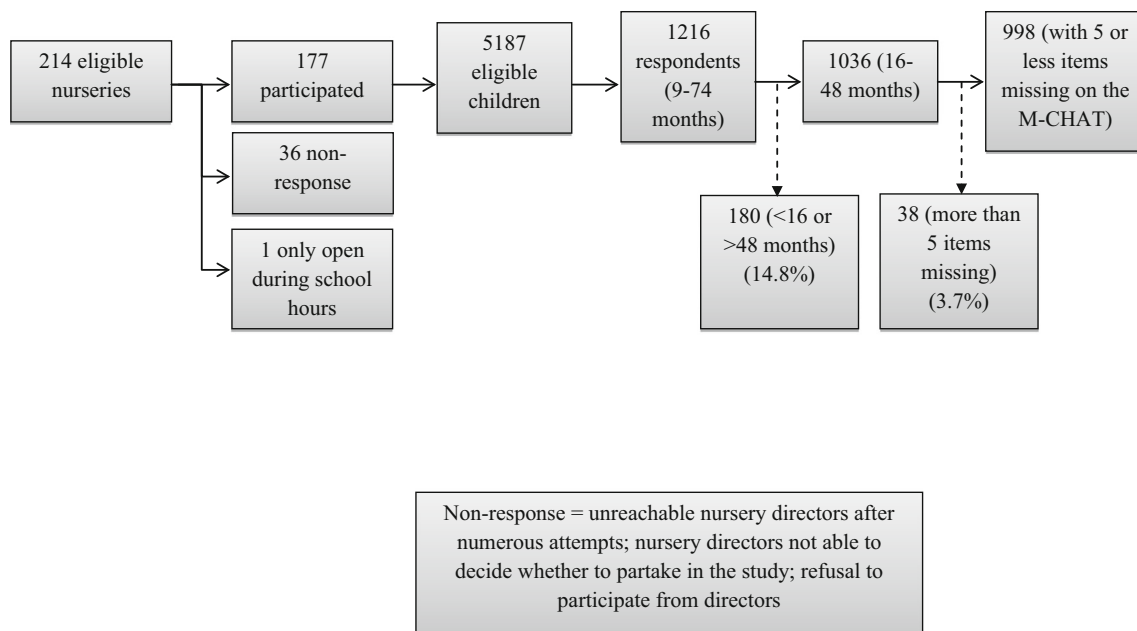 214 eligible
nurseries
177
participated
36 non-
response
1 only open
during school
hours
5187
eligible
children
1216
respondents
(9-74
months)
180 (<16 or
>48 months)
(14.8%)
1036 (16-
48 months)
38 (more than
5 items
missing)
(3.7%)
998 (with 5 or
less items
missing on the
M-CHAT)
Non-response = unreachable nursery directors after
numerous attempts; nursery directors not able to
decide whether to partake in the study; refusal to
participate from directors